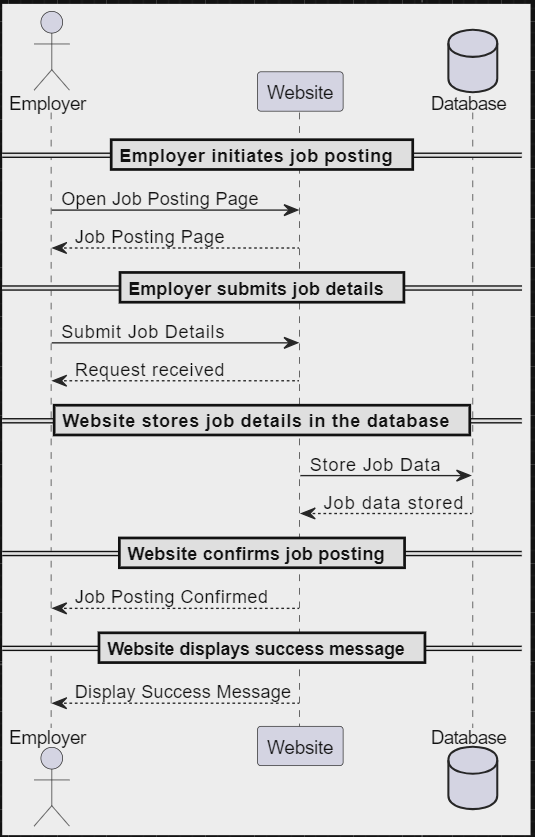 Employer
Website
Database
Employer initiates job posting
Open Job Posting Page
Job Posting Page
Employer submits job details
Submit Job Details
Request received
Website stores job details in the database
Store Job Data
Job data stored
Website confirms job posting
Job Posting Confirmed
Website displays success message
Display Success Message
Employer
Website
Database